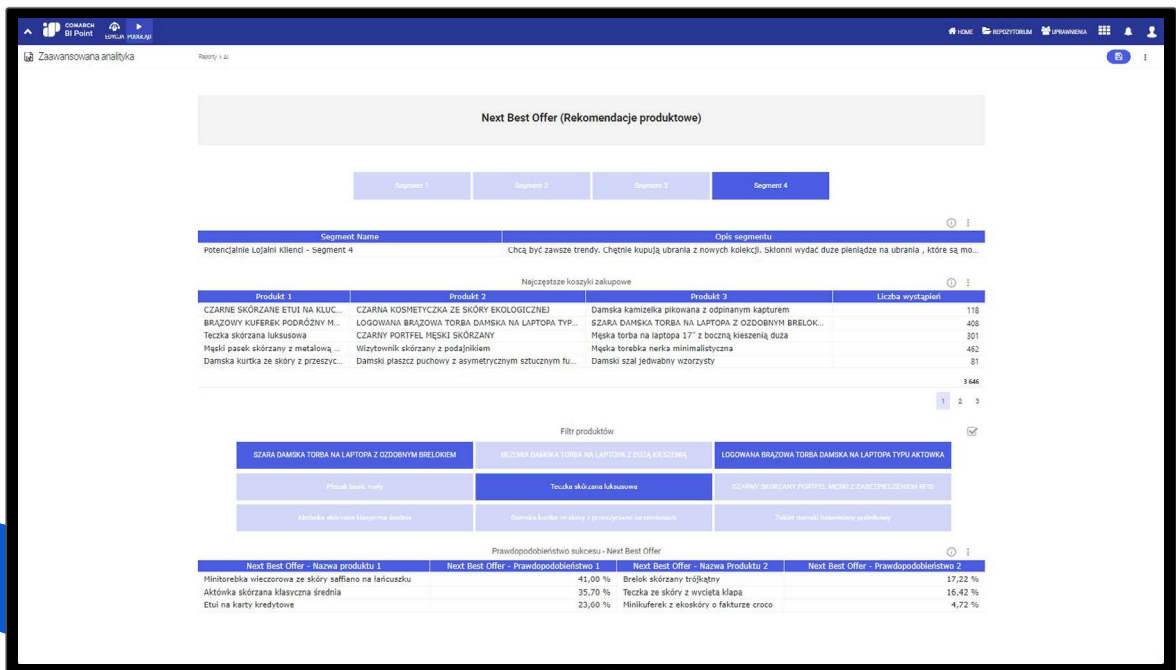 COMARCH
BI Point
EDYCJA PODGLĄD
HOME REPOZYTORIUM UPRAWNIENIA
Zaawansowana analityka
Raporty > AI
Next Best Offer (Rekomendacje produktowe)
Segment 1 Segment 2 Segment 3 Segment 4
Segment Name Opis segmentu
Potencjalnie Lojalni Klienci - Segment 4 Chcą być zawsze trendy. Chętnie kupują ubrania z nowych kolekcji. Skłonni wydać duże pieniądze na ubrania , które są mo...
Najczęstsze koszyki zakupowe
Produkt 1 Produkt 2 Produkt 3 Liczba wystąpień
CZARNE SKÓRZANE ETUI NA KLUC... CZARNA KOSMETYCZKA ZE SKÓRY EKOLOGICZNEJ Damska kamizelka pikowana z odpinanym kapturem 118
BRĄZOWY KUFEREK PODRÓŻNY M... LOGOWANA BRĄZOWA TORBA DAMSKA NA LAPTOPA TYP... SZARA DAMSKA TORBA NA LAPTOPA Z OZDOBNYM BRELOK... 408
Teczka skórzana luksusowa CZARNY PORTFEL MĘSKI SKÓRZANY Męska torba na laptopa 17" z boczną kieszenią duża 301
Męski pasek skórzany z metalową ... Wizytownik skórzany z podajnikiem Męska torebka nerka minimalistyczna 462
Damska kurtka ze skóry z przeszyc... Damski płaszcz puchowy z asymetrycznym sztucznym fu... Damski szal jedwabny wzorzysty 81
3 646
1 2 3
Filtr produktów
SZARA DAMSKA TORBA NA LAPTOPA Z OZDOBNYM BRELOKIEM BEŻOWA DAMSKA TORBA NA LAPTOPA Z DUŻĄ KIESZENIĄ LOGOWANA BRĄZOWA TORBA DAMSKA NA LAPTOPA TYPU AKTÓWKA
Teczka skórzana luksusowa CZARNY SKÓRZANY PORTFEL MĘSKI Z ZABEZPIECZENIEM RFID
Aktówka skórzana klasyczna średnia Damska kurtka ze skóry z przeszyciami na ramionach
Prawdopodobieństwo sukcesu - Next Best Offer
Next Best Offer - Nazwa produktu 1 Next Best Offer - Prawdopodobieństwo 1 Next Best Offer - Nazwa Produktu 2 Next Best Offer - Prawdopodobieństwo 2
Minitorebka wieczorowa ze skóry saffiano na łańcuszku 41,00 % Brelok skórzany trójkątny 17,22 %
Aktówka skórzana klasyczna średnia 35,70 % Teczka ze skóry z wyciętą klapą 16,42 %
Etui na karty kredytowe 23,60 % Minikuferek z ekoskóry o fakturze croco 4,72 %